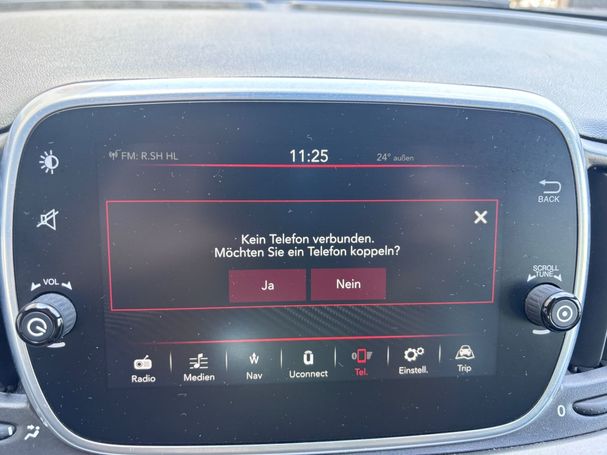 FM: R.SH HL 11:25 24° außen
BACK
Kein Telefon verbunden.
Möchten Sie ein Telefon koppeln?
Ja Nein
VOL
SCROLL
TUNE
Radio Medien Nav Uconnect Tel. Einstell. Trip
0